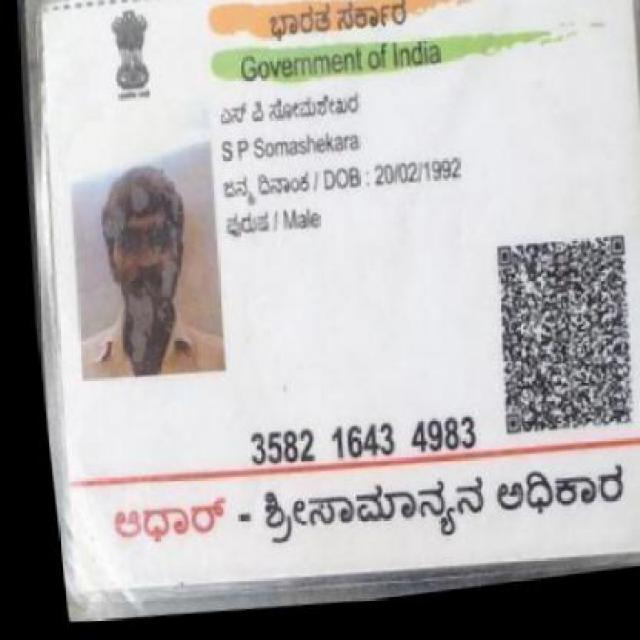 ಭಾರತ ಸರ್ಕಾರ
Government of India
ಎಸ್ ಪಿ ಸೋಮಶೇಖರ
S P Somashekara
ಜನ್ಮ ದಿನಾಂಕ / DOB : 20/02/1992
ಪುರುಷ / Male
3582 1643 4983
ಆಧಾರ್ - ಶ್ರೀಸಾಮಾನ್ಯನ ಅಧಿಕಾರ